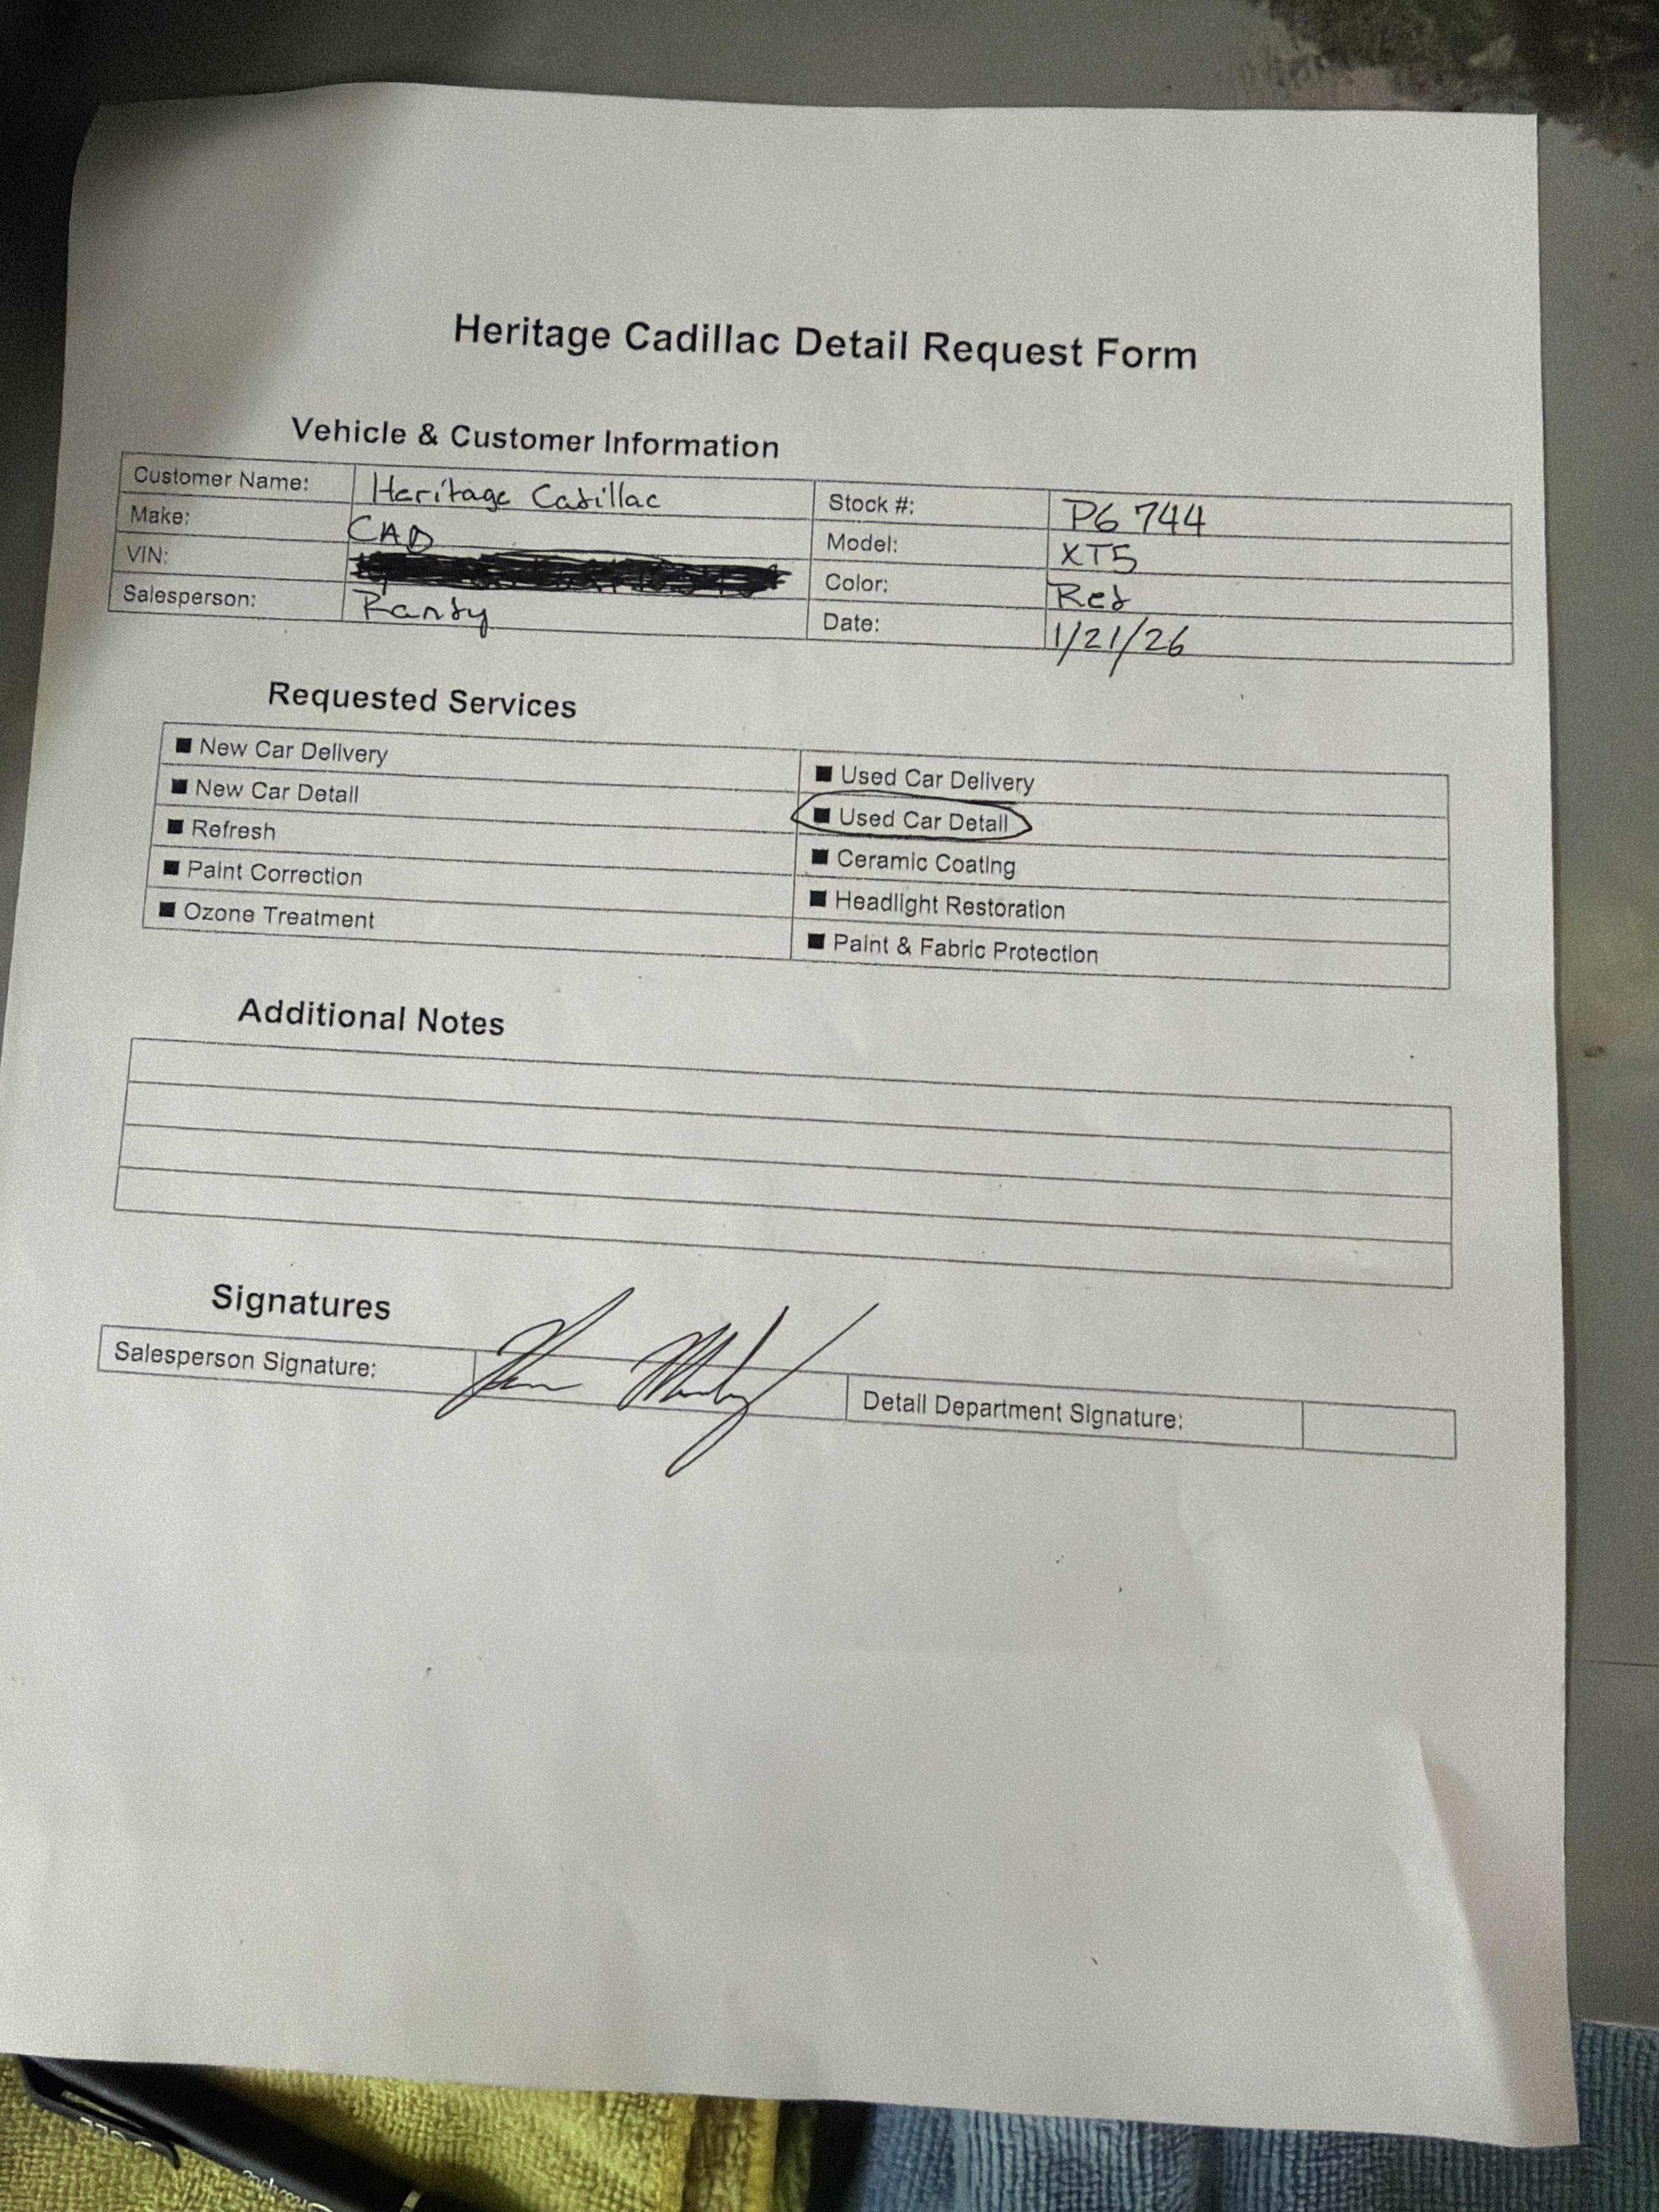 Heritage Cadillac Detail Request Form
Vehicle & Customer Information
Customer Name: Heritage Cadillac Stock #: P6744
Make: CAD Model: XT5
VIN: Color: Red
Salesperson: Randy Date: 1/21/26
Requested Services
■ New Car Delivery ■ Used Car Delivery
■ New Car Detail ■ Used Car Detail
■ Refresh ■ Ceramic Coating
■ Paint Correction ■ Headlight Restoration
■ Ozone Treatment ■ Paint & Fabric Protection
Additional Notes
Signatures
Salesperson Signature: Detail Department Signature: